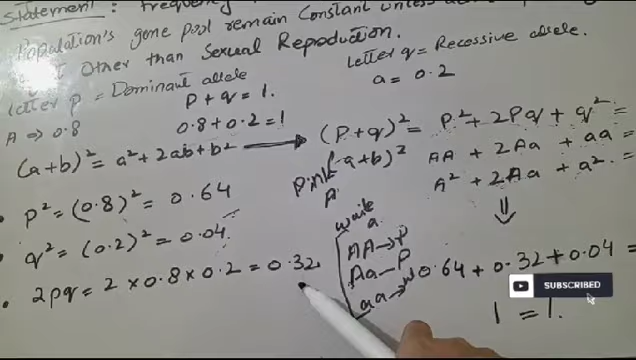 Statement: Frequency
Population's gene pool remain Constant unless
Other than Sexual Reproduction.
letter p = Dominant allele
letter q = Recessive allele.
a = 0.2
P + q = 1.
A ⇒ 0.8
0.8 + 0.2 = 1
(a+b)² = a² + 2ab + b² → (P+q)² = P² + 2Pq + q² =
AA + 2Aa + aa =
A² + 2Aa + a² =
Pink
A
white
a
• P² = (0.8)² = 0.64
• q² = (0.2)² = 0.04
• 2pq = 2 × 0.8 × 0.2 = 0.32
AA → P
Aa → P
aa → w
0.64 + 0.32 + 0.04 =
1 = 1.
SUBSCRIBED